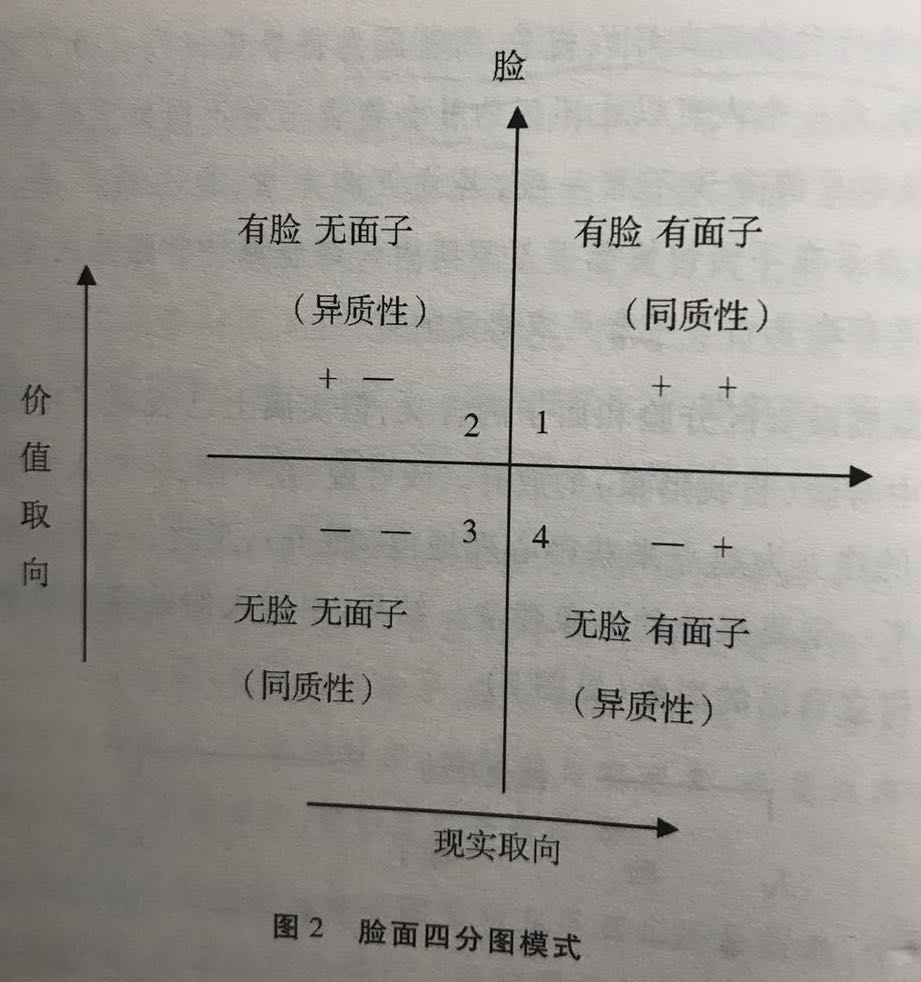 脸
有脸 无面子
(异质性)
+ —
2
有脸 有面子
(同质性)
+ +
1
价值取向
— —
3
无脸 无面子
(同质性)
4
— +
无脸 有面子
(异质性)
现实取向
图2 脸面四分图模式